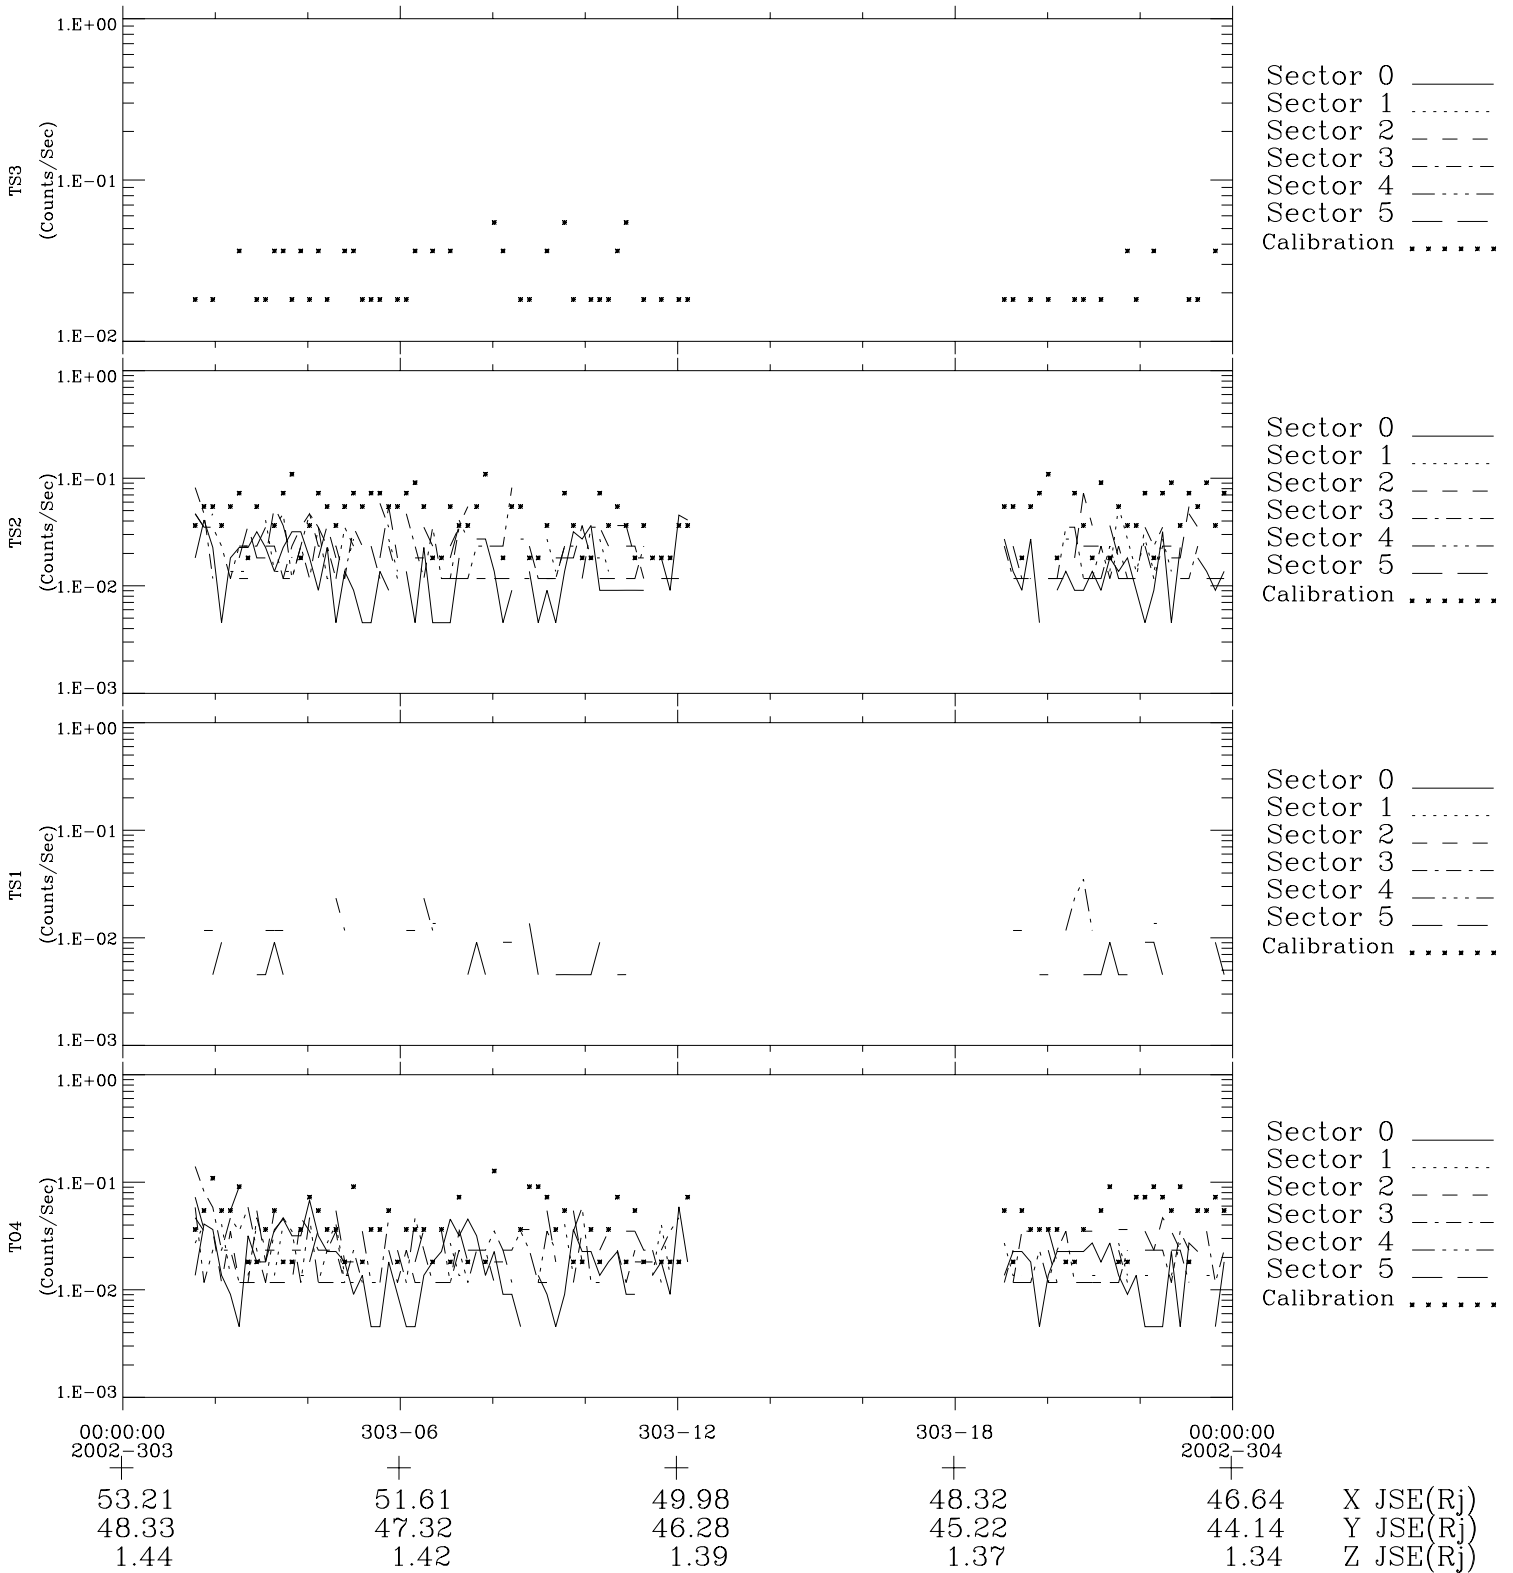 1.E+00
1.E-01
1.E-02
TS3
(Counts/Sec)
Sector 0
Sector 1
Sector 2
Sector 3
Sector 4
Sector 5
Calibration
1.E+00
1.E-01
1.E-02
1.E-03
TS2
(Counts/Sec)
Sector 0
Sector 1
Sector 2
Sector 3
Sector 4
Sector 5
Calibration
1.E+00
1.E-01
1.E-02
1.E-03
TS1
(Counts/Sec)
Sector 0
Sector 1
Sector 2
Sector 3
Sector 4
Sector 5
Calibration
1.E+00
1.E-01
1.E-02
1.E-03
T04
(Counts/Sec)
Sector 0
Sector 1
Sector 2
Sector 3
Sector 4
Sector 5
Calibration
00:00:00 303-06 303-12 303-18 00:00:00
2002-303 2002-304
53.21 51.61 49.98 48.32 46.64 X JSE(Rj)
48.33 47.32 46.28 45.22 44.14 Y JSE(Rj)
1.44 1.42 1.39 1.37 1.34 Z JSE(Rj)